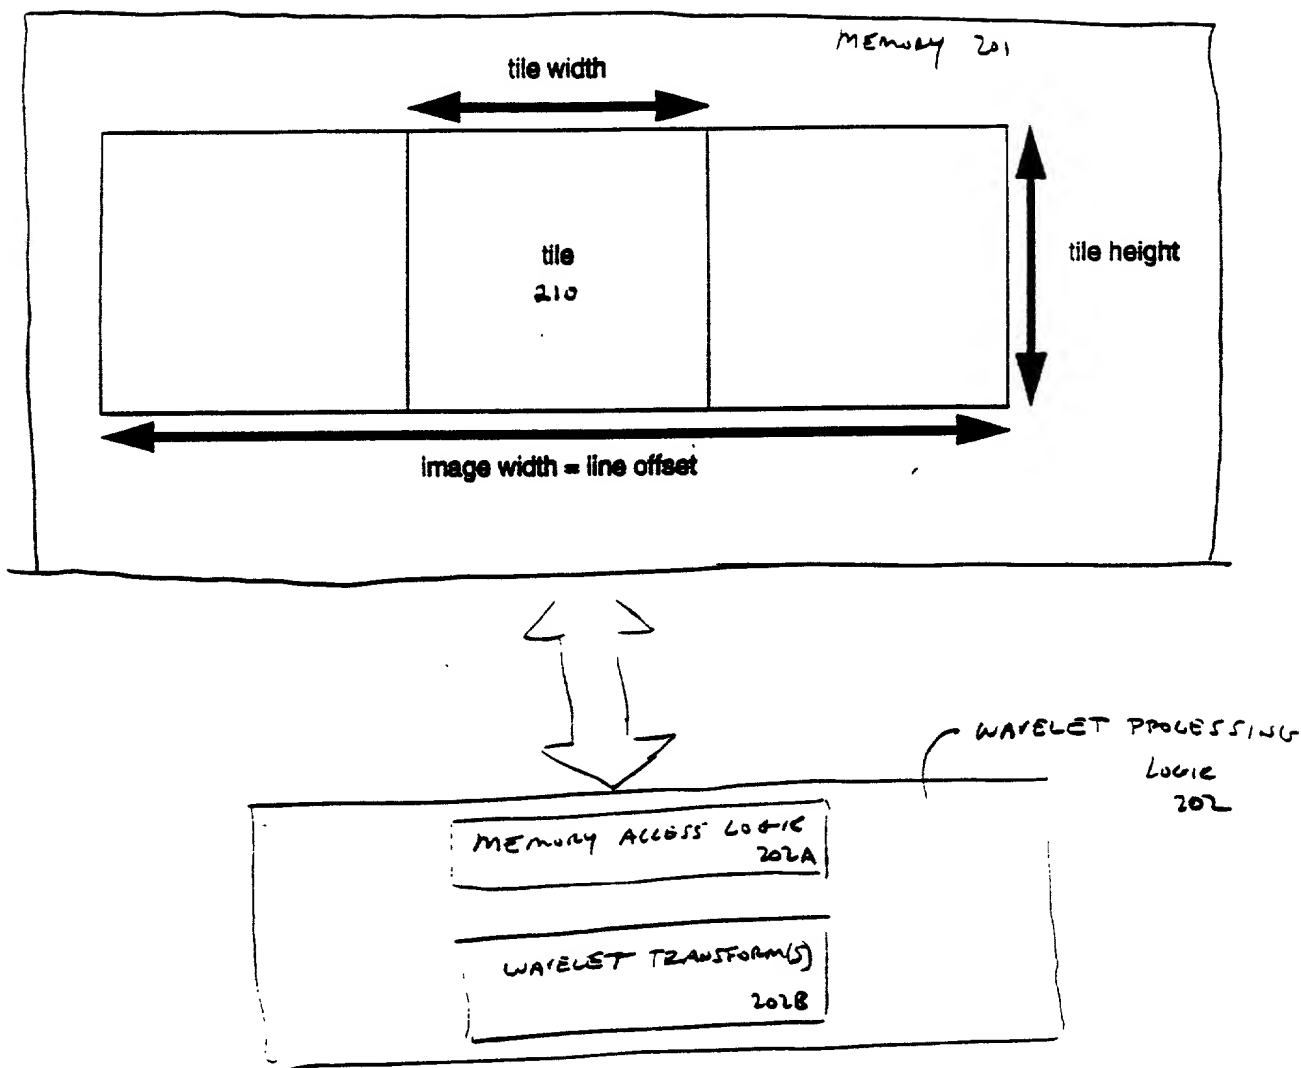 MEMORY 201
tile width
tile
210
tile height
image width = line offset
WAVELET PROCESSING
LOGIC
202
MEMORY ACCESS LOGIC
202A
WAVELET TRANSFORM(S)
202B